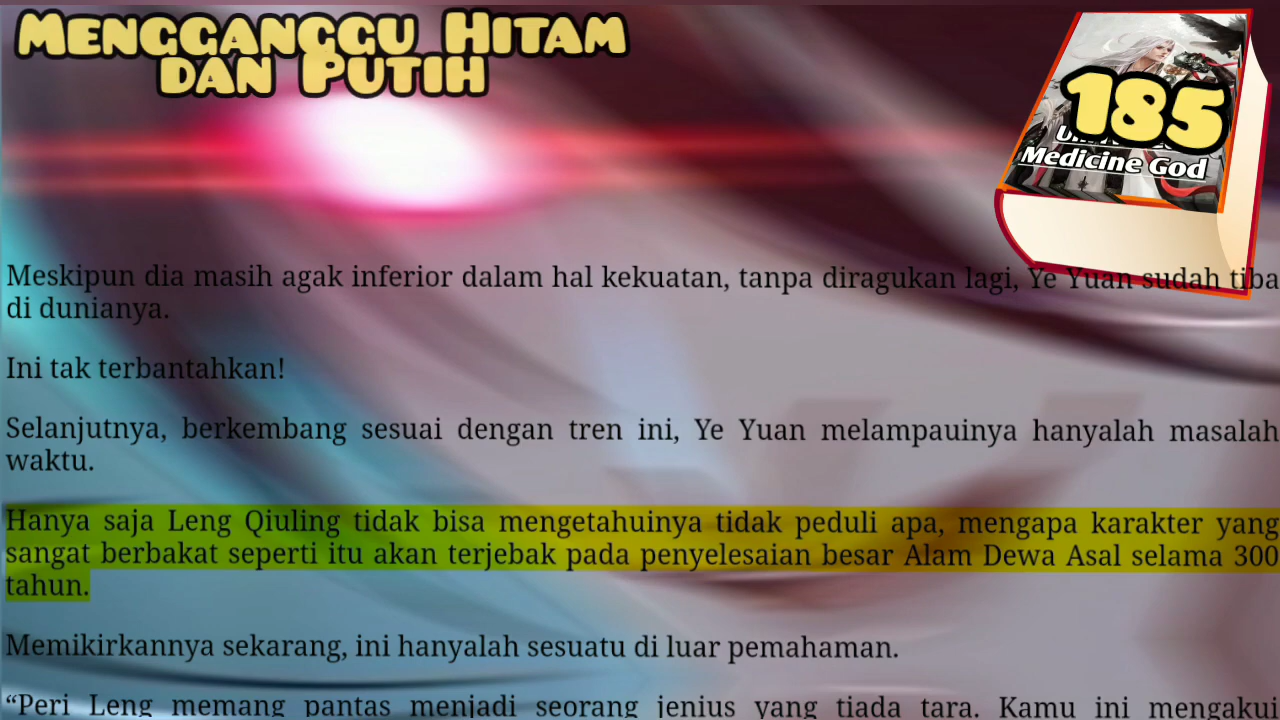 Mengganggu Hitam
dan Putih
185
Medicine God
Meskipun dia masih agak inferior dalam hal kekuatan, tanpa diragukan lagi, Ye Yuan sudah tiba
di dunianya.
Ini tak terbantahkan!
Selanjutnya, berkembang sesuai dengan tren ini, Ye Yuan melampauinya hanyalah masalah
waktu.
Hanya saja Leng Qiuling tidak bisa mengetahuinya tidak peduli apa, mengapa karakter yang
sangat berbakat seperti itu akan terjebak pada penyelesaian besar Alam Dewa Asal selama 300
tahun.
Memikirkannya sekarang, ini hanyalah sesuatu di luar pemahaman.
“Peri Leng memang pantas menjadi seorang jenius yang tiada tara. Kamu ini mengakui